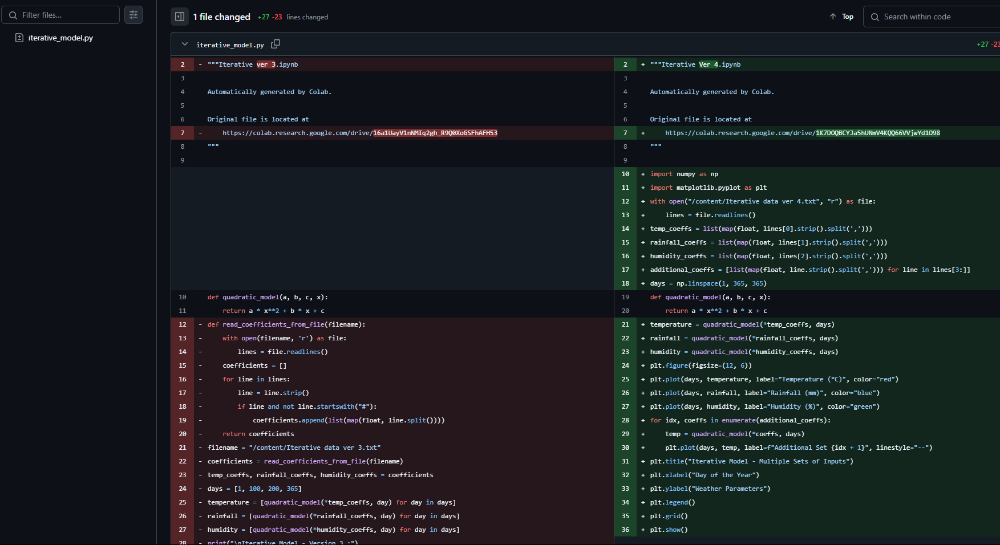 Filter files...
iterative_model.py
1 file changed +27 -23 lines changed
Top
Search within code
iterative_model.py
+27 -23
2 - """Iterative ver 3.ipynb
3
4 Automatically generated by Colab.
5
6 Original file is located at
7 - https://colab.research.google.com/drive/16a1UayV1nNMIq2gh_R9Q0XoGSFhAFH53
8 """
9
10 def quadratic_model(a, b, c, x):
11 return a * x**2 + b * x + c
12 - def read_coefficients_from_file(filename):
13 - with open(filename, 'r') as file:
14 - lines = file.readlines()
15 - coefficients = []
16 - for line in lines:
17 - line = line.strip()
18 - if line and not line.startswith("#"):
19 - coefficients.append(list(map(float, line.split())))
20 - return coefficients
21 - filename = "/content/Iterative data ver 3.txt"
22 - coefficients = read_coefficients_from_file(filename)
23 - temp_coeffs, rainfall_coeffs, humidity_coeffs = coefficients
24 - days = [1, 100, 200, 365]
25 - temperature = [quadratic_model(*temp_coeffs, day) for day in days]
26 - rainfall = [quadratic_model(*rainfall_coeffs, day) for day in days]
27 - humidity = [quadratic_model(*humidity_coeffs, day) for day in days]
28 - print("\nIterative Model - Version 3 :")
2 + """Iterative Ver 4.ipynb
3
4 Automatically generated by Colab.
5
6 Original file is located at
7 + https://colab.research.google.com/drive/1K7DOQBCYJa5hUNmV4KQQ66VVjwYd1O98
8 """
9
10 + import numpy as np
11 + import matplotlib.pyplot as plt
12 + with open("/content/Iterative data ver 4.txt", "r") as file:
13 + lines = file.readlines()
14 + temp_coeffs = list(map(float, lines[0].strip().split(',')))
15 + rainfall_coeffs = list(map(float, lines[1].strip().split(',')))
16 + humidity_coeffs = list(map(float, lines[2].strip().split(',')))
17 + additional_coeffs = [list(map(float, line.strip().split(','))) for line in lines[3:]]
18 + days = np.linspace(1, 365, 365)
19 def quadratic_model(a, b, c, x):
20 return a * x**2 + b * x + c
21 + temperature = quadratic_model(*temp_coeffs, days)
22 + rainfall = quadratic_model(*rainfall_coeffs, days)
23 + humidity = quadratic_model(*humidity_coeffs, days)
24 + plt.figure(figsize=(12, 6))
25 + plt.plot(days, temperature, label="Temperature (°C)", color="red")
26 + plt.plot(days, rainfall, label="Rainfall (mm)", color="blue")
27 + plt.plot(days, humidity, label="Humidity (%)", color="green")
28 + for idx, coeffs in enumerate(additional_coeffs):
29 + temp = quadratic_model(*coeffs, days)
30 + plt.plot(days, temp, label=f"Additional Set {idx + 1}", linestyle="--")
31 + plt.title("Iterative Model - Multiple Sets of Inputs")
32 + plt.xlabel("Day of the Year")
33 + plt.ylabel("Weather Parameters")
34 + plt.legend()
35 + plt.grid()
36 + plt.show()